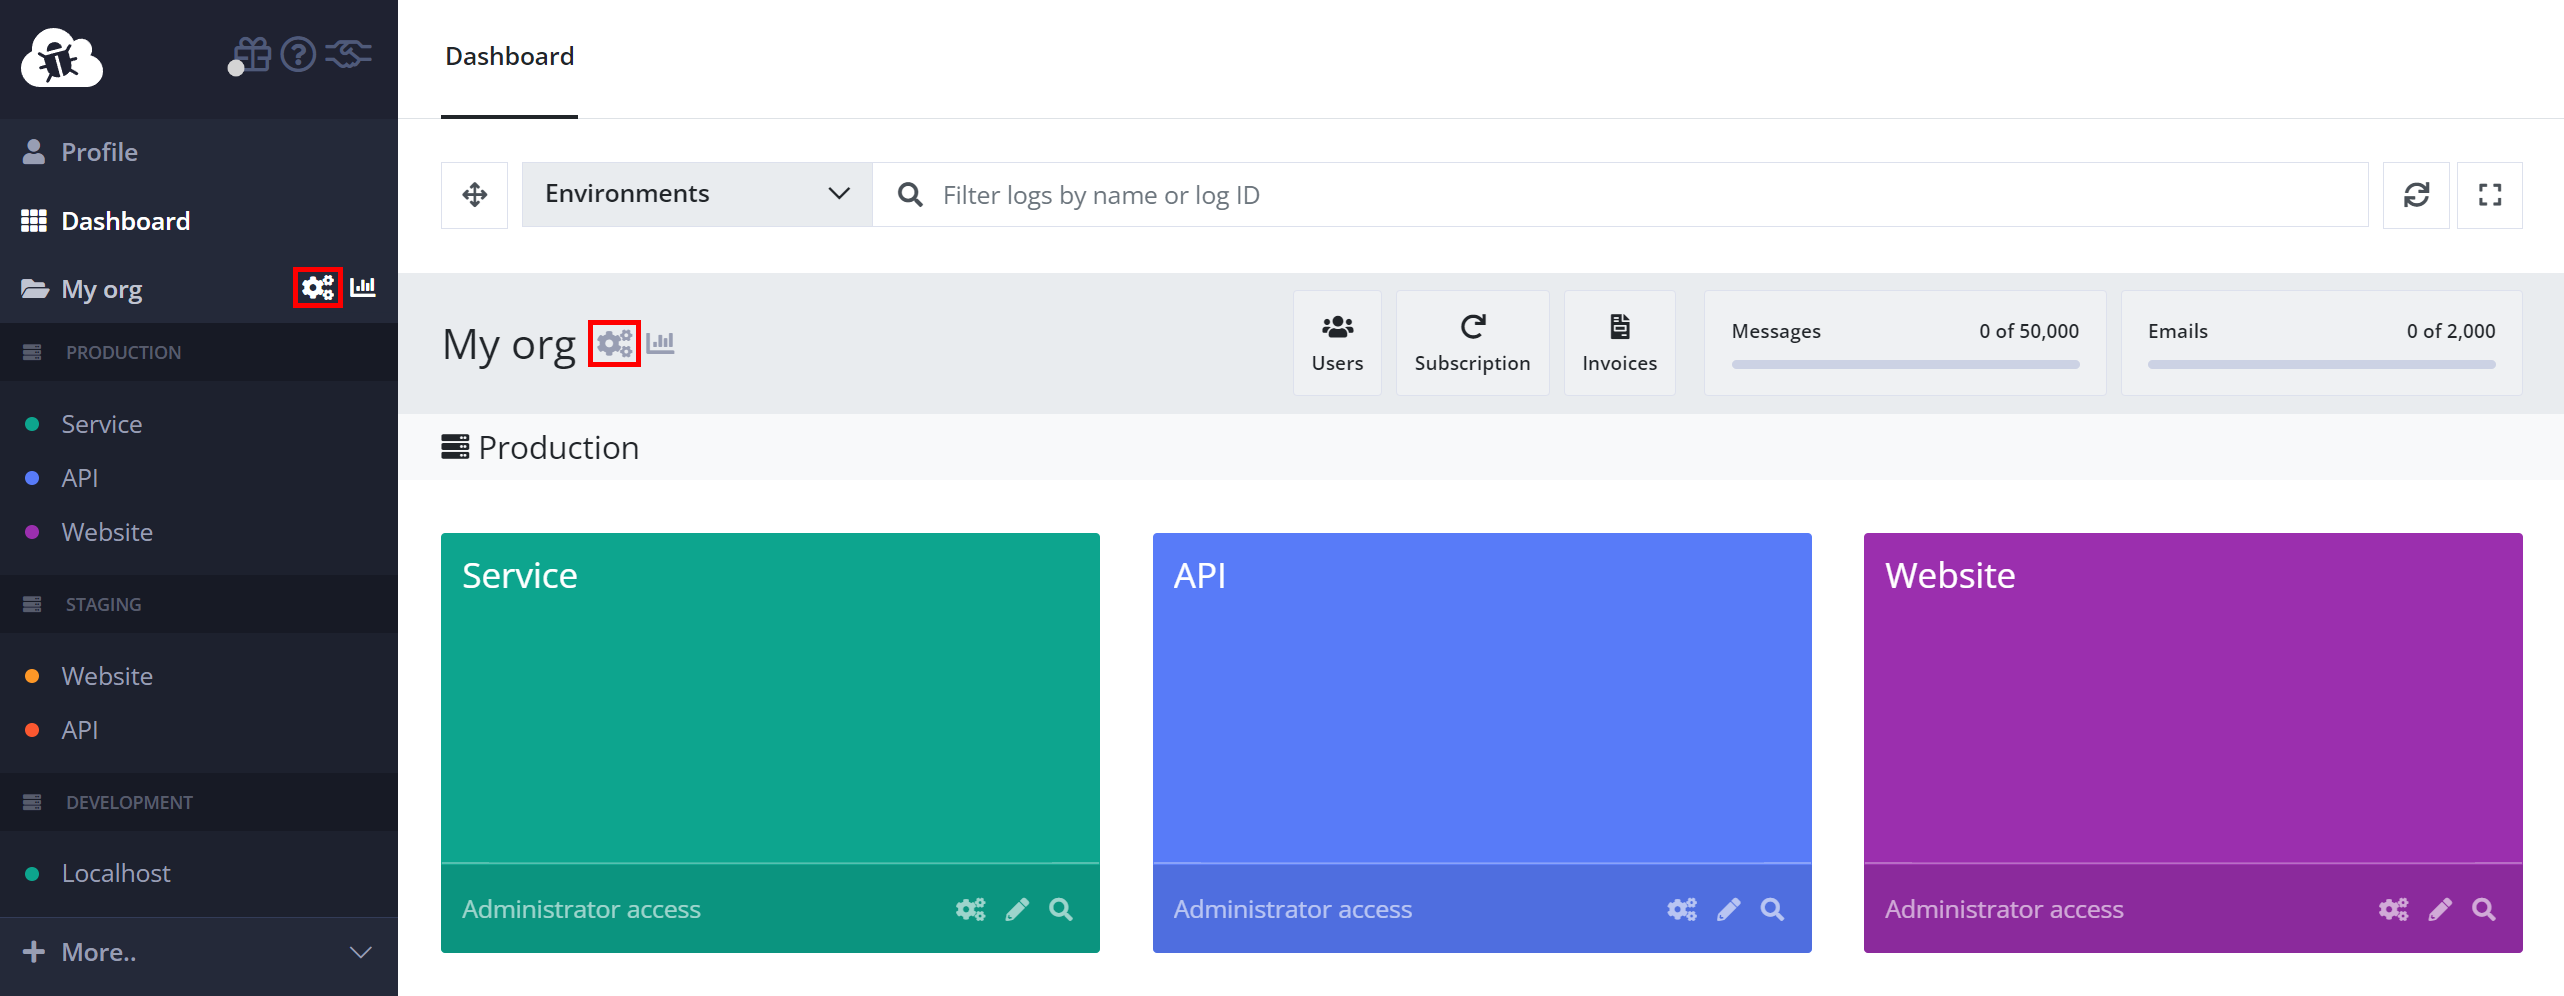 Profile
Dashboard
My org
PRODUCTION
Service
API
Website
STAGING
Website
API
DEVELOPMENT
Localhost
More..
Dashboard
Environments
Filter logs by name or log ID
My org
Users
Subscription
Invoices
Messages 0 of 50,000
Emails 0 of 2,000
Production
Service
API
Website
Administrator access
Administrator access
Administrator access